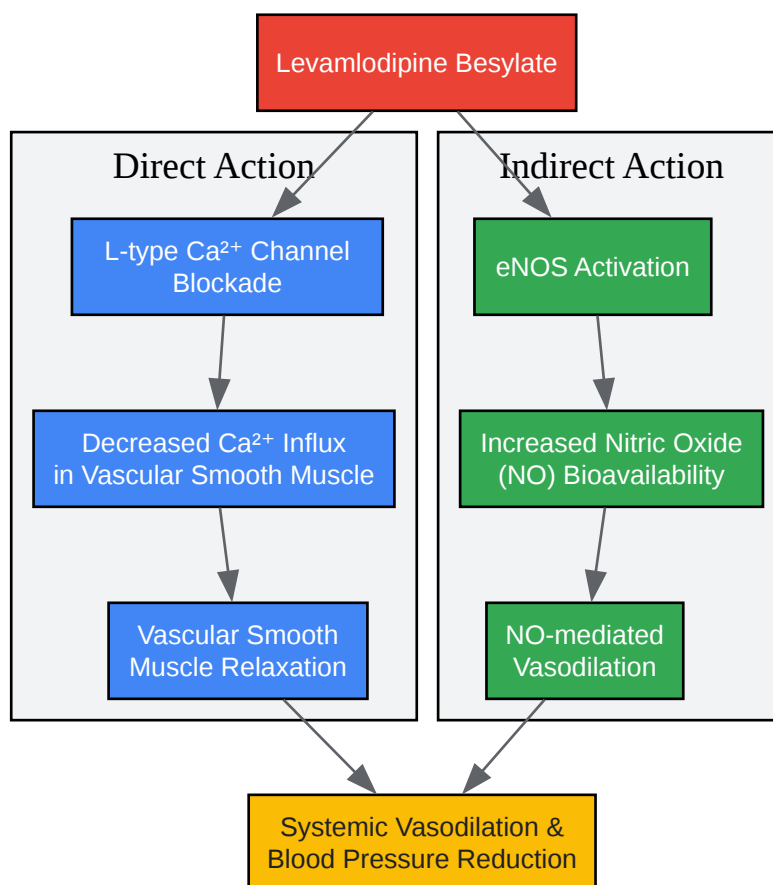 Levamlodipine Besylate
Direct Action
L-type Ca²⁺ Channel
Blockade
Decreased Ca²⁺ Influx
in Vascular Smooth Muscle
Vascular Smooth
Muscle Relaxation
Indirect Action
eNOS Activation
Increased Nitric Oxide
(NO) Bioavailability
NO-mediated
Vasodilation
Systemic Vasodilation &
Blood Pressure Reduction